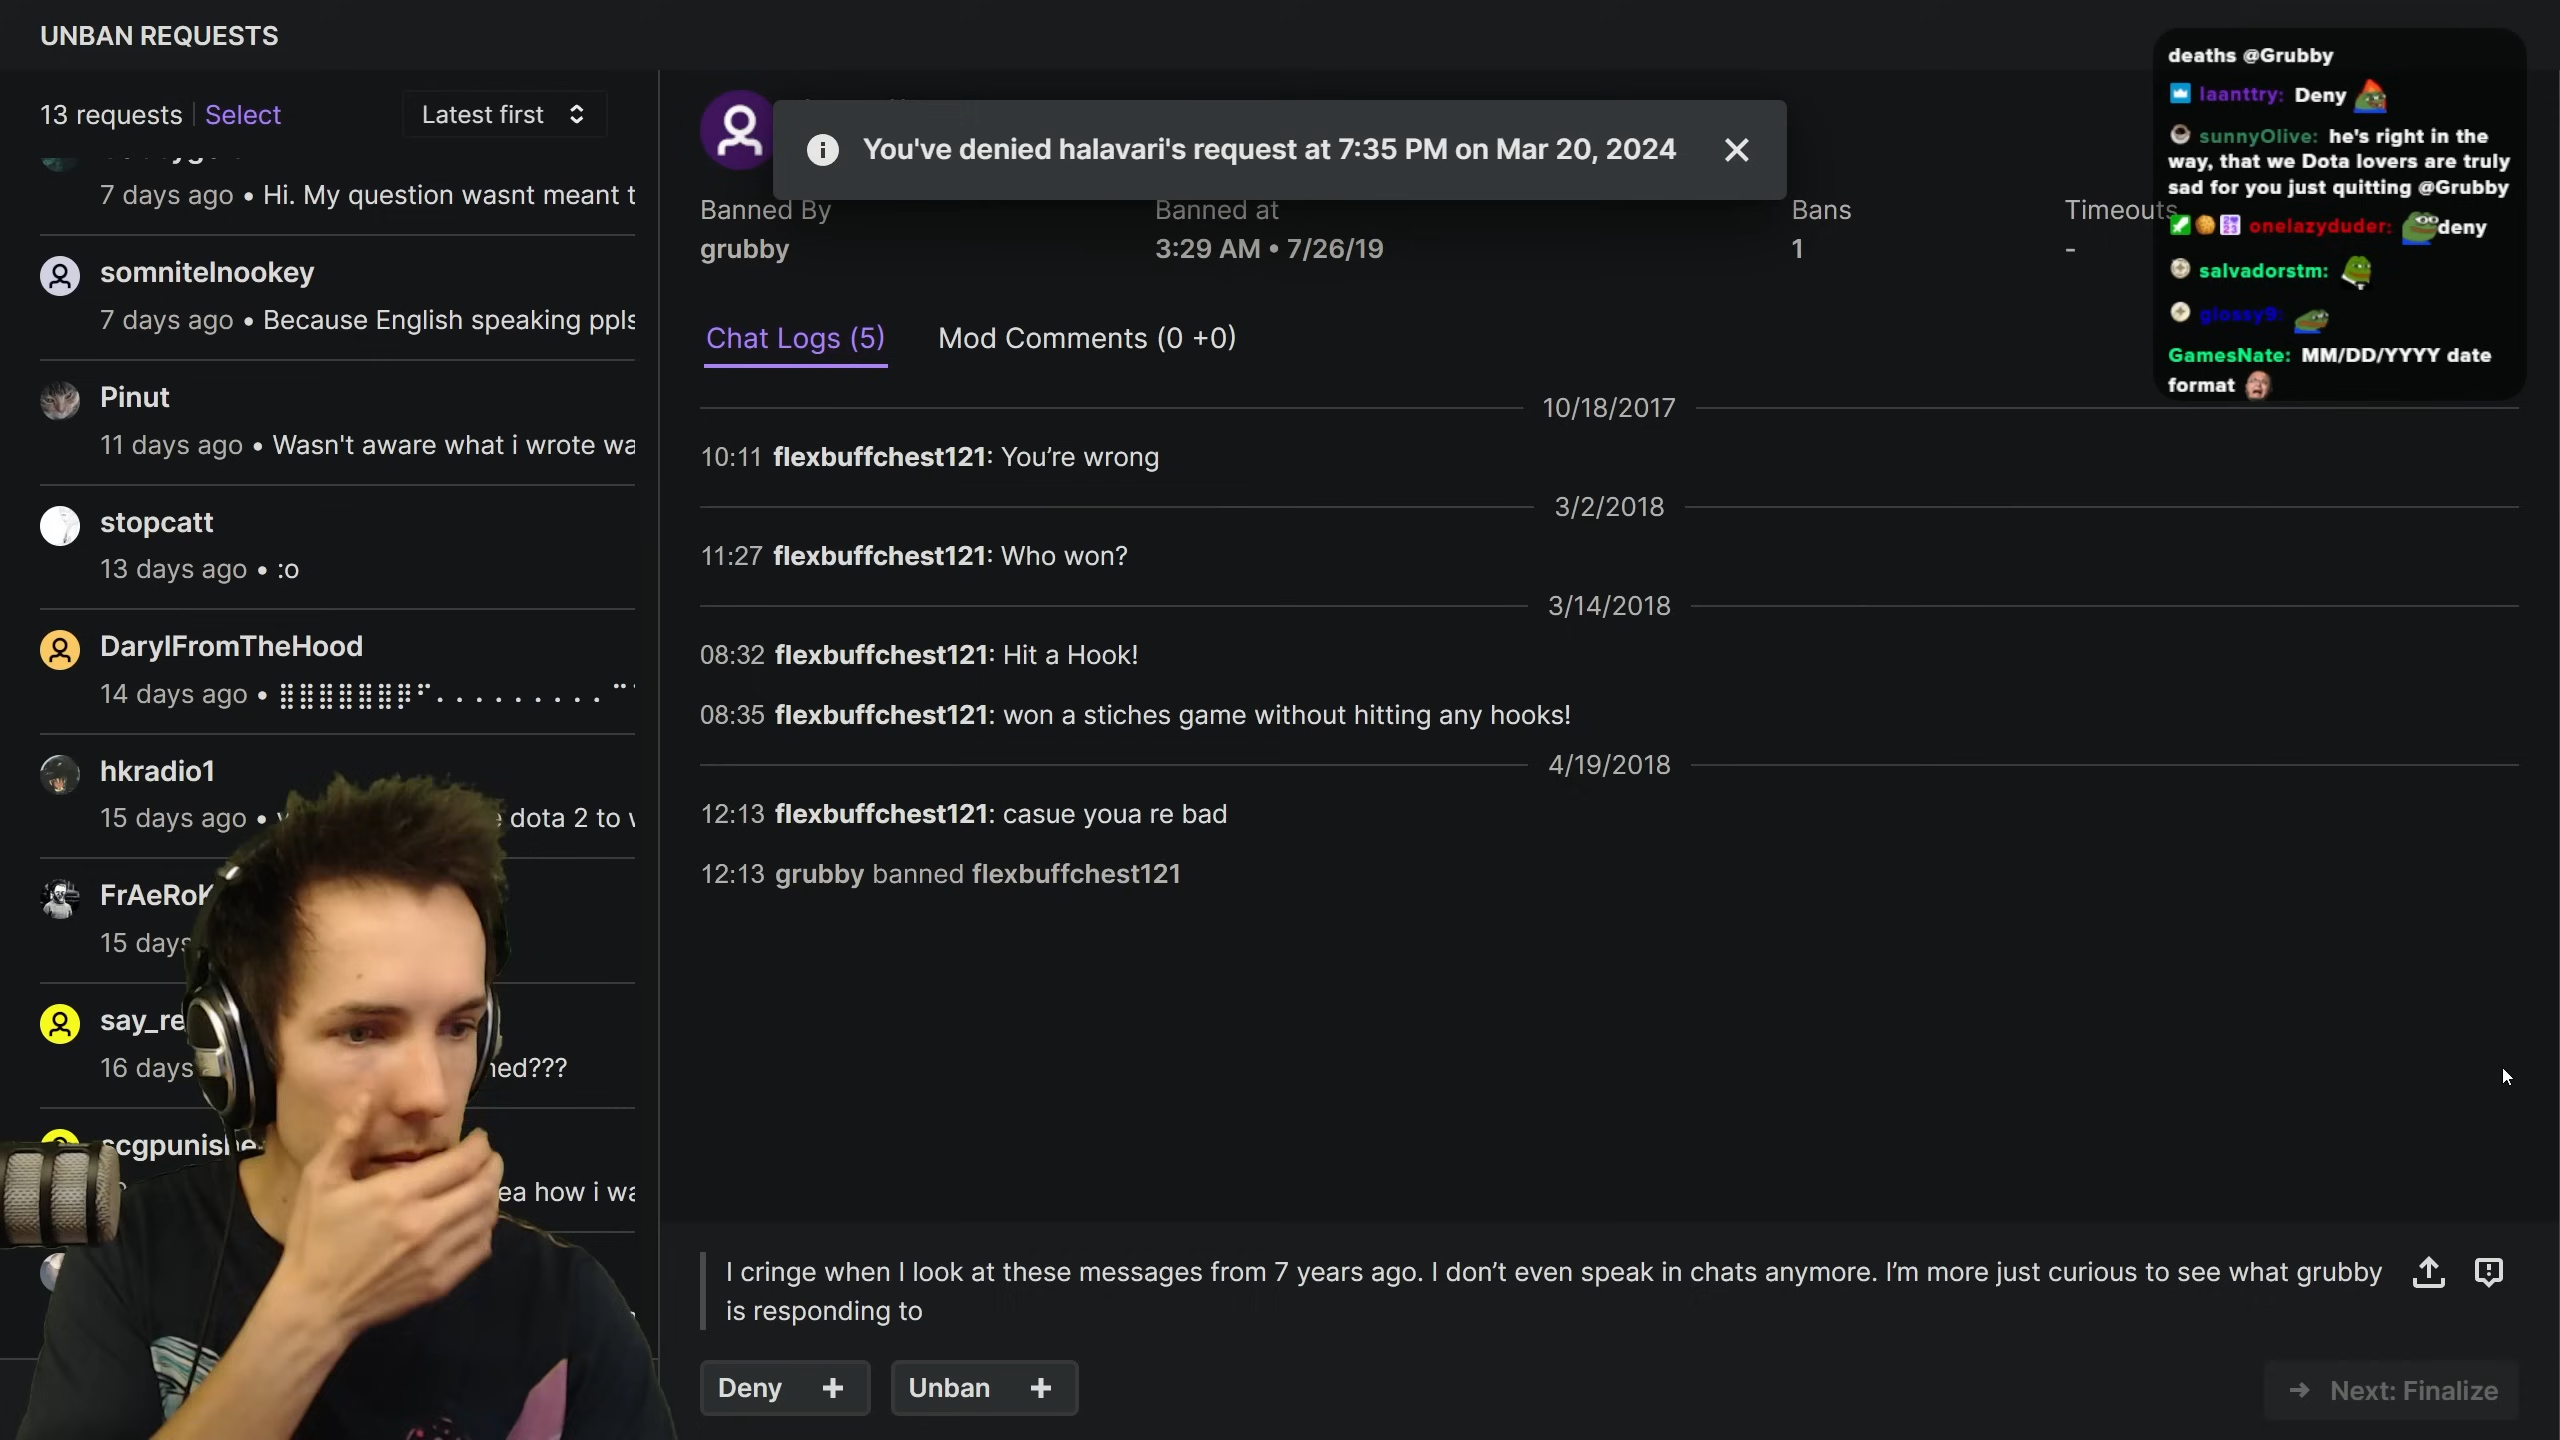 UNBAN REQUESTS
13 requests
Select
Latest first
7 days ago • Hi. My question wasnt meant t
somnitelnookey
7 days ago • Because English speaking ppls
Pinut
11 days ago • Wasn't aware what i wrote wa
stopcatt
13 days ago • :o
DarylFromTheHood
14 days ago •
hkradio1
15 days ago • dota 2 to
FrAeRoK
15 days
say_re
16 days ned???
scgpunishe
ea how i wa
You've denied halavari's request at 7:35 PM on Mar 20, 2024
Banned By
grubby
Banned at
3:29 AM • 7/26/19
Bans
1
Timeouts
-
Chat Logs (5)
Mod Comments (0 +0)
10/18/2017
10:11 flexbuffchest121: You’re wrong
3/2/2018
11:27 flexbuffchest121: Who won?
3/14/2018
08:32 flexbuffchest121: Hit a Hook!
08:35 flexbuffchest121: won a stiches game without hitting any hooks!
4/19/2018
12:13 flexbuffchest121: casue youa re bad
12:13 grubby banned flexbuffchest121
I cringe when I look at these messages from 7 years ago. I don’t even speak in chats anymore. I’m more just curious to see what grubby
is responding to
Deny +
Unban +
Next: Finalize
deaths @Grubby
laanttry: Deny
sunnyOlive: he's right in the
way, that we Dota lovers are truly
sad for you just quitting @Grubby
onelazyduder: deny
salvadorstm:
glossy9:
GamesNate: MM/DD/YYYY date
format